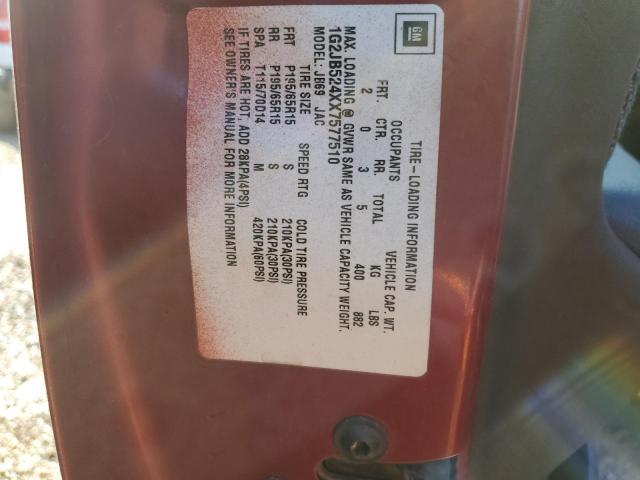 GM
TIRE-LOADING INFORMATION
OCCUPANTS VEHICLE CAP. WT.
FRT. CTR. RR. TOTAL KG LBS
2 0 3 5 400 882
MAX. LOADING @ GVWR SAME AS VEHICLE CAPACITY WEIGHT.
1G2JB524XX7577510
MODEL: JB69 JAC
TIRE SIZE SPEED RTG COLD TIRE PRESSURE
FRT P195/65R15 S 210KPA(30PSI)
RR P195/65R15 S 210KPA(30PSI)
SPA T115/70D14 M 420KPA(60PSI)
IF TIRES ARE HOT, ADD 28KPA(4PSI)
SEE OWNER'S MANUAL FOR MORE INFORMATION